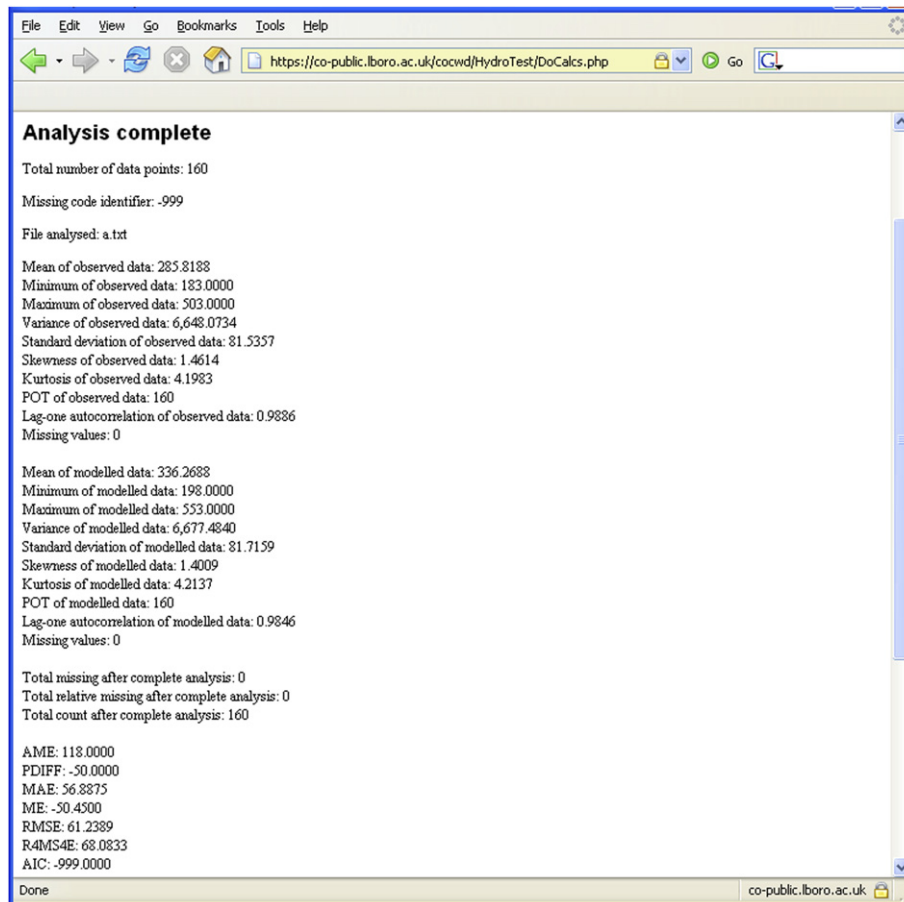 File Edit View Go Bookmarks Tools Help
https://co-public.lboro.ac.uk/cocwd/HydroTest/DoCalcs.php Go G
Analysis complete
Total number of data points: 160
Missing code identifier: -999
File analysed: a.txt
Mean of observed data: 285.8188
Minimum of observed data: 183.0000
Maximum of observed data: 503.0000
Variance of observed data: 6,648.0734
Standard deviation of observed data: 81.5357
Skewness of observed data: 1.4614
Kurtosis of observed data: 4.1983
POT of observed data: 160
Lag-one autocorrelation of observed data: 0.9886
Missing values: 0
Mean of modelled data: 336.2688
Minimum of modelled data: 198.0000
Maximum of modelled data: 553.0000
Variance of modelled data: 6,677.4840
Standard deviation of modelled data: 81.7159
Skewness of modelled data: 1.4009
Kurtosis of modelled data: 4.2137
POT of modelled data: 160
Lag-one autocorrelation of modelled data: 0.9846
Missing values: 0
Total missing after complete analysis: 0
Total relative missing after complete analysis: 0
Total count after complete analysis: 160
AME: 118.0000
PDIFF: -50.0000
MAE: 56.8875
ME: -50.4500
RMSE: 61.2389
R4MS4E: 68.0833
AIC: -999.0000
Done co-public.lboro.ac.uk